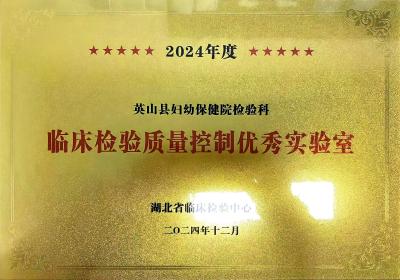 ★★★★★ 2024年度 ★★★★★
英山县妇幼保健院检验科
临床检验质量控制优秀实验室
湖北省临床检验中心
二〇二四年十二月